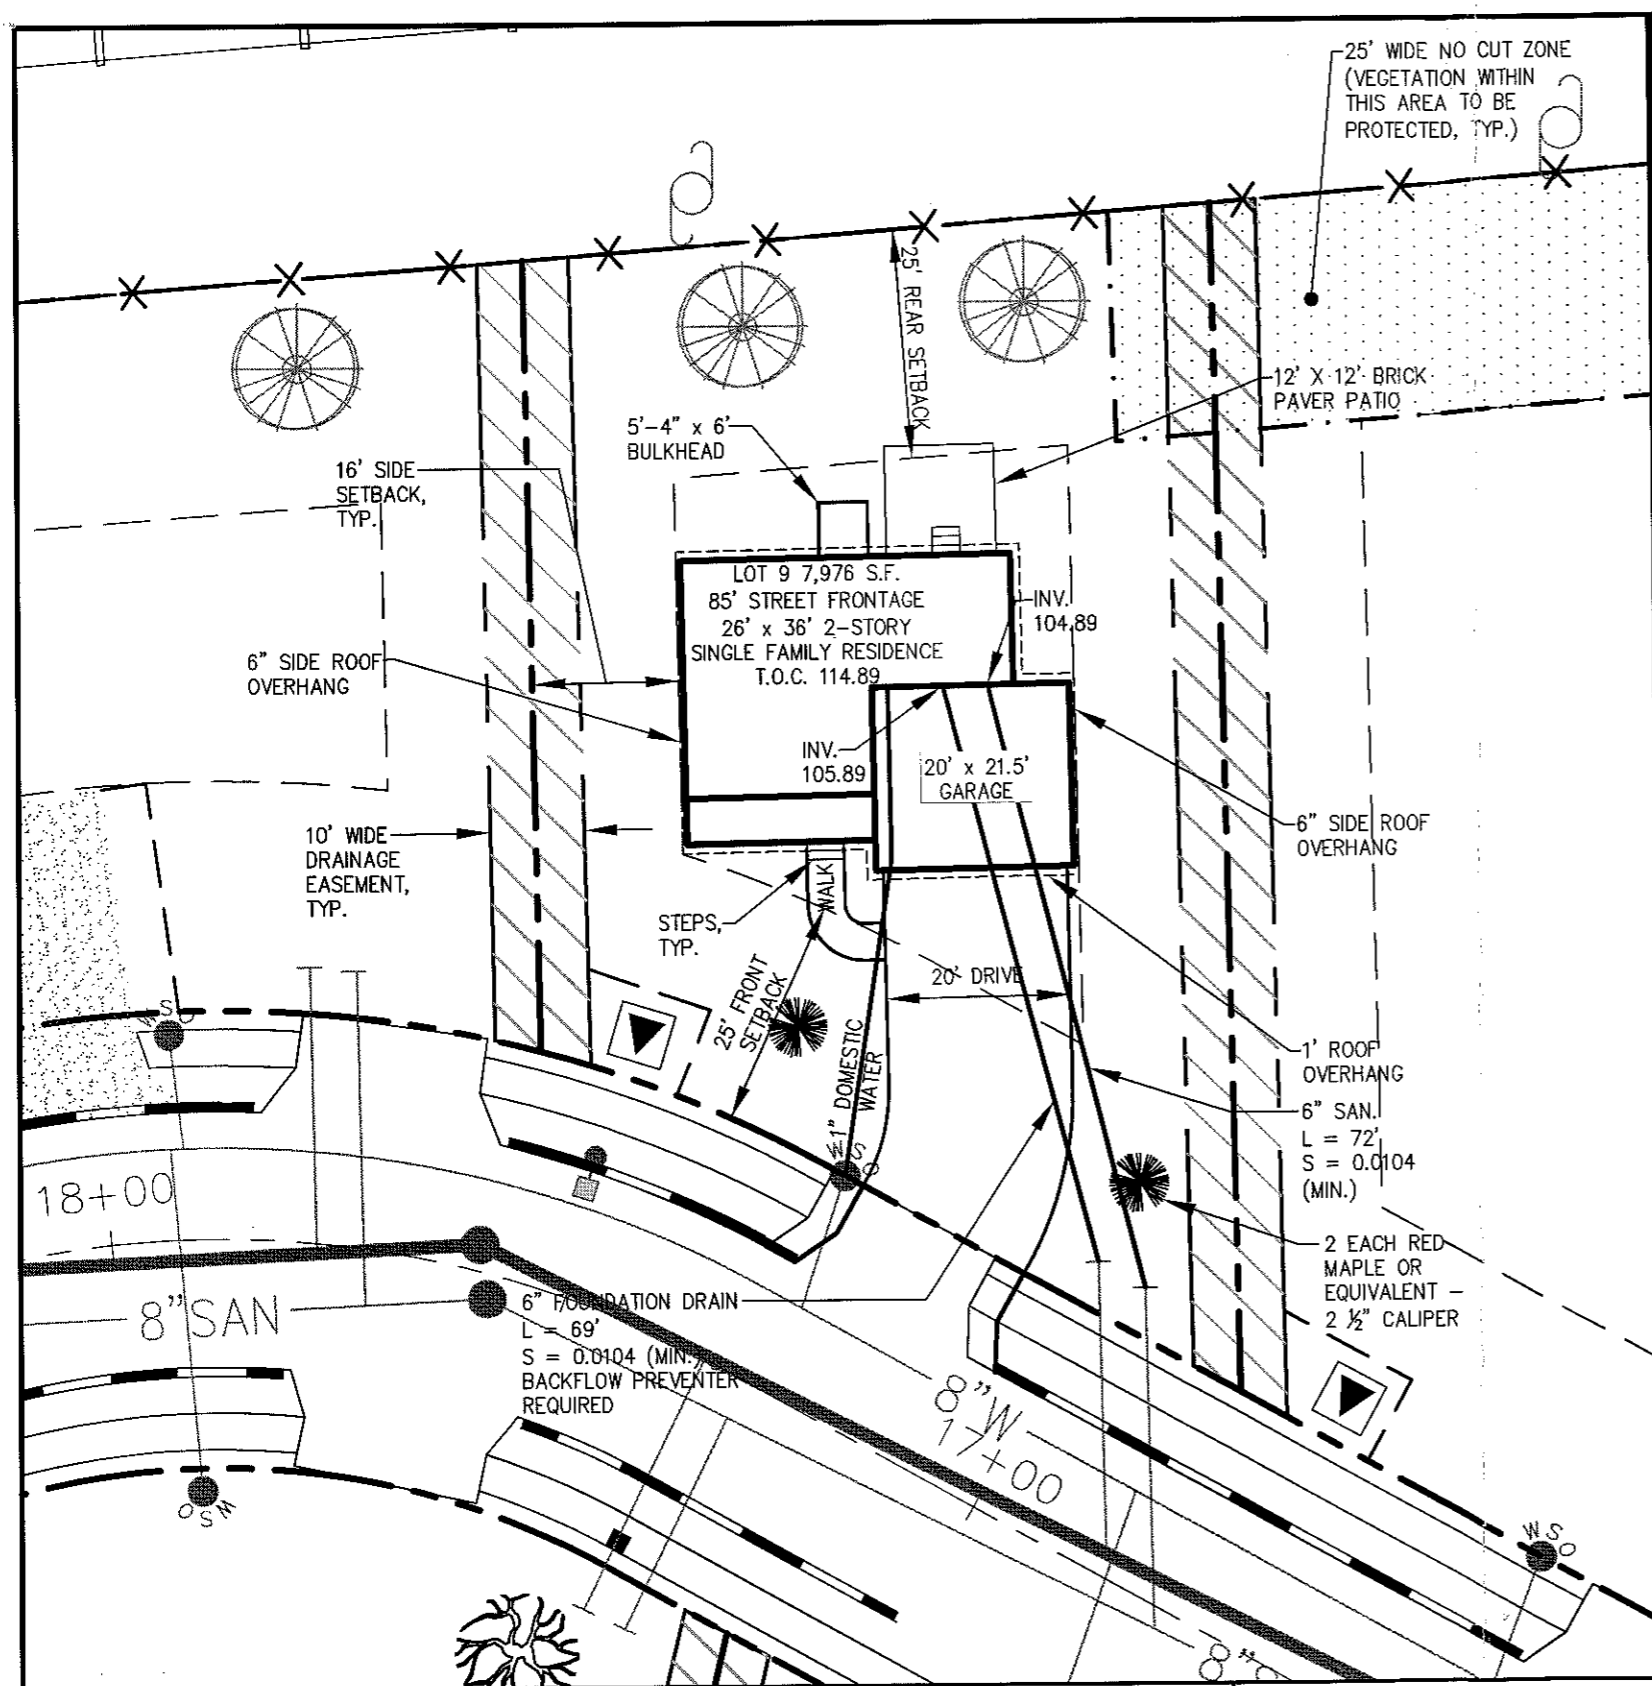 25' WIDE NO CUT ZONE
(VEGETATION WITHIN
THIS AREA TO BE
PROTECTED, TYP.)
25' REAR SETBACK
12' X 12' BRICK
PAVER PATIO
5'-4" x 6'
BULKHEAD
16' SIDE
SETBACK,
TYP.
LOT 9 7,976 S.F.
85' STREET FRONTAGE
26' x 36' 2-STORY
SINGLE FAMILY RESIDENCE
T.O.C. 114.89
INV.
104.89
6" SIDE ROOF
OVERHANG
INV.
105.89
20' x 21.5'
GARAGE
6" SIDE ROOF
OVERHANG
10' WIDE
DRAINAGE
EASEMENT,
TYP.
WALK
STEPS,
TYP.
25' FRONT
SETBACK
20' DRIVE
1" DOMESTIC
WATER
1' ROOF
OVERHANG
6" SAN.
L = 72'
S = 0.0104
(MIN.)
WSO
WSO
18+00
2 EACH RED
MAPLE OR
EQUIVALENT –
2 ½" CALIPER
8"SAN
6" FOUNDATION DRAIN
L = 69'
S = 0.0104 (MIN.)
BACKFLOW PREVENTER
REQUIRED
8"W
17+00
WSO
WSO
8"S